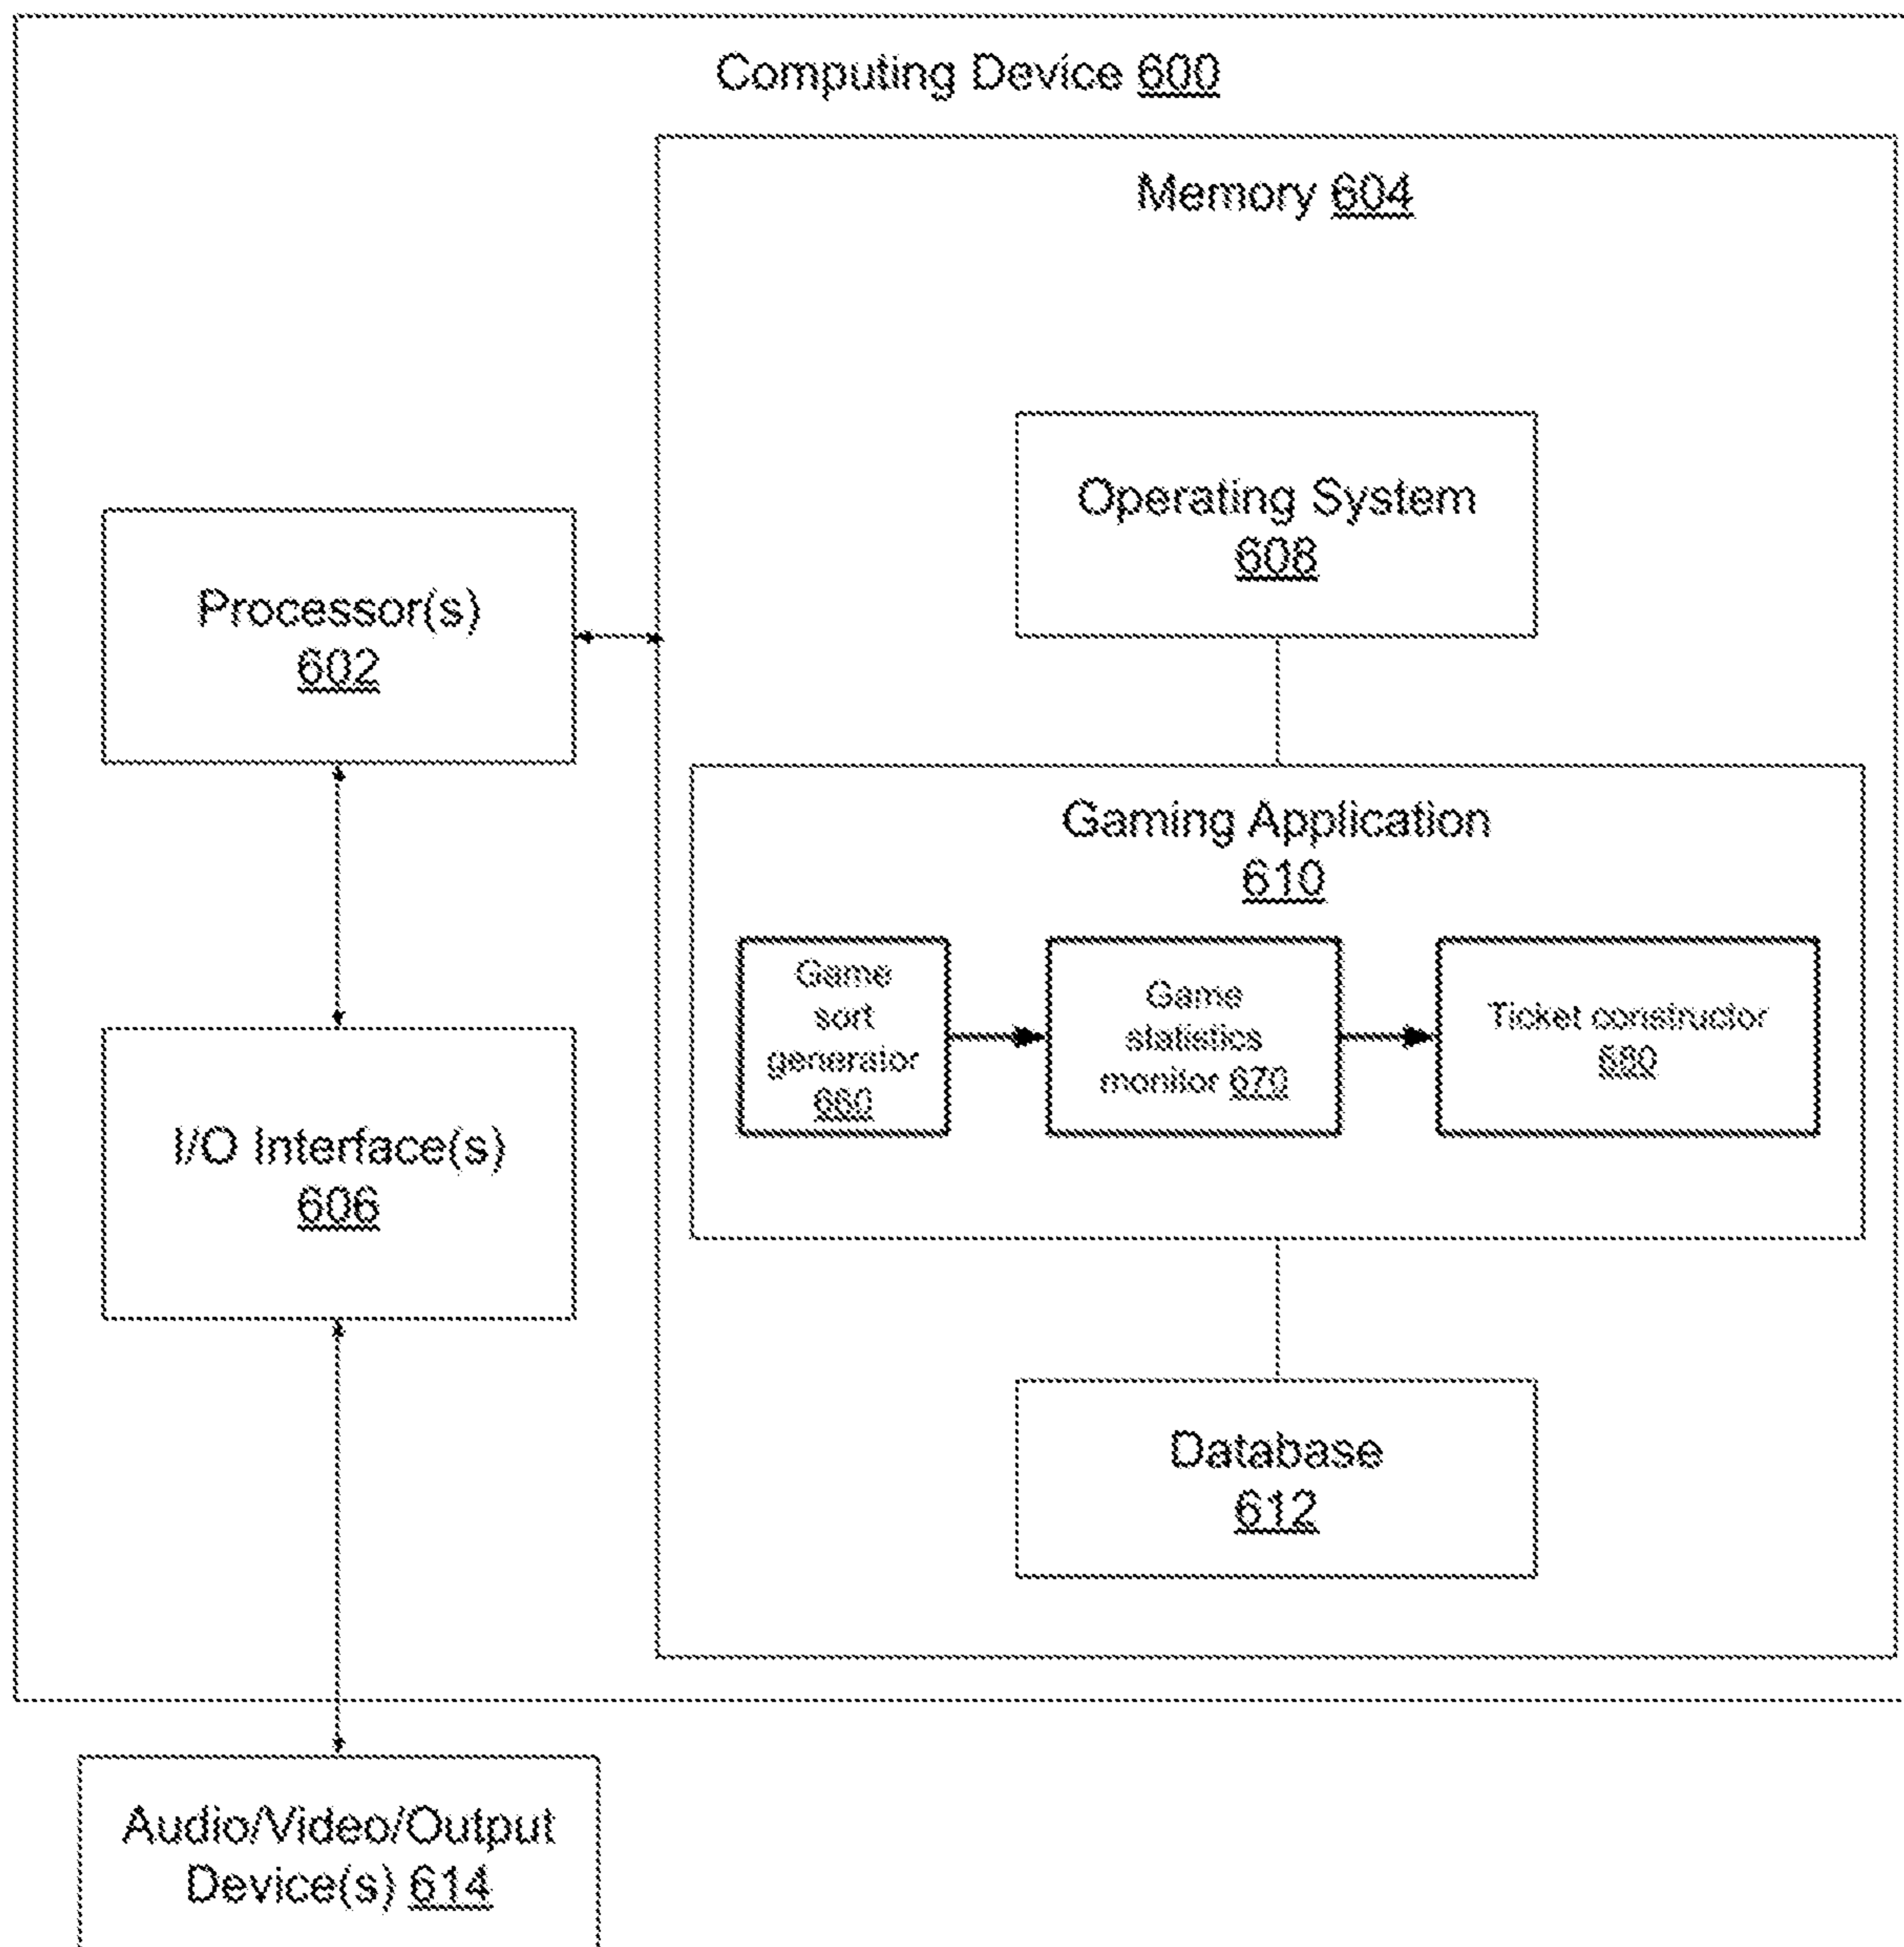 Computing Device 600
Memory 604
Operating System
608
Processor(s)
602
Gaming Application
610
Game
sort
generator
660
Game
statistics
monitor 670
Ticket constructor
680
I/O Interface(s)
606
Database
612
Audio/Video/Output
Device(s) 614